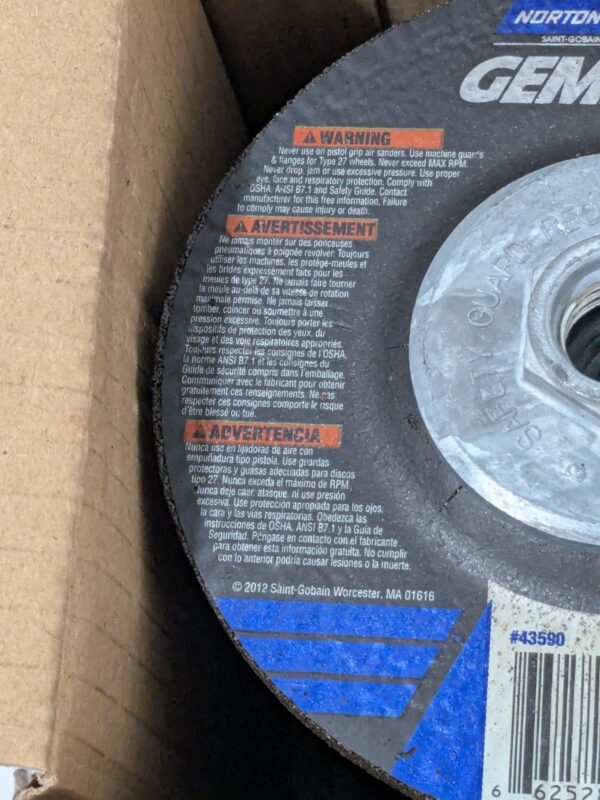 NORTON
SAINT-GOBAIN
GEM
WARNING
Never use on pistol grip air sanders. Use machine guards
& flanges for Type 27 wheels. Never exceed MAX RPM.
Never drop, jam or use excessive pressure. Use proper
eye, face and respiratory protection. Comply with
OSHA, ANSI B7.1 and Safety Guide. Contact
manufacturer for this free information. Failure
to comply may cause injury or death.
AVERTISSEMENT
Ne jamais monter sur des ponceuses
pneumatiques à poignée revolver. Toujours
utiliser les machines, les protège-meules et
les brides expressément faits pour les
meules de type 27. Ne jamais faire tourner
la meule au-delà de sa vitesse de rotation
maximale permise. Ne jamais laisser
tomber, coincer ou soumettre à une
pression excessive. Toujours porter les
dispositifs de protection des yeux, du
visage et des voie respiratoires appropriés.
Toujours respecter les consignes de l'OSHA,
la norme ANSI B7.1 et les consignes du
Guide de sécurité compris dans l'emballage.
Communiquer avec le fabricant pour obtenir
gratuitement ces renseignements. Ne pas
respecter ces consignes comporte le risque
d'être blessé ou tué.
ADVERTENCIA
Nunca use en lijadoras de aire con
empuñadura tipo pistola. Use guardas
protectoras y guasas adecuadas para discos
tipo 27. Nunca exceda el máximo de RPM.
Nunca deje caer, atasque, ni use presión
excesiva. Use protección apropiada para los ojos,
la cara y las vias respiratorias. Obedezca las
instrucciones de OSHA, ANSI B7.1 y la Guía de
Seguridad. Póngase en contacto con el fabricante
para obtener esta información gratuita. No cumplir
con lo anterior podría causar lesiones o la muerte.
© 2012 Saint-Gobain Worcester, MA 01616
SAFETY GUARD RE
#43590
6 62528